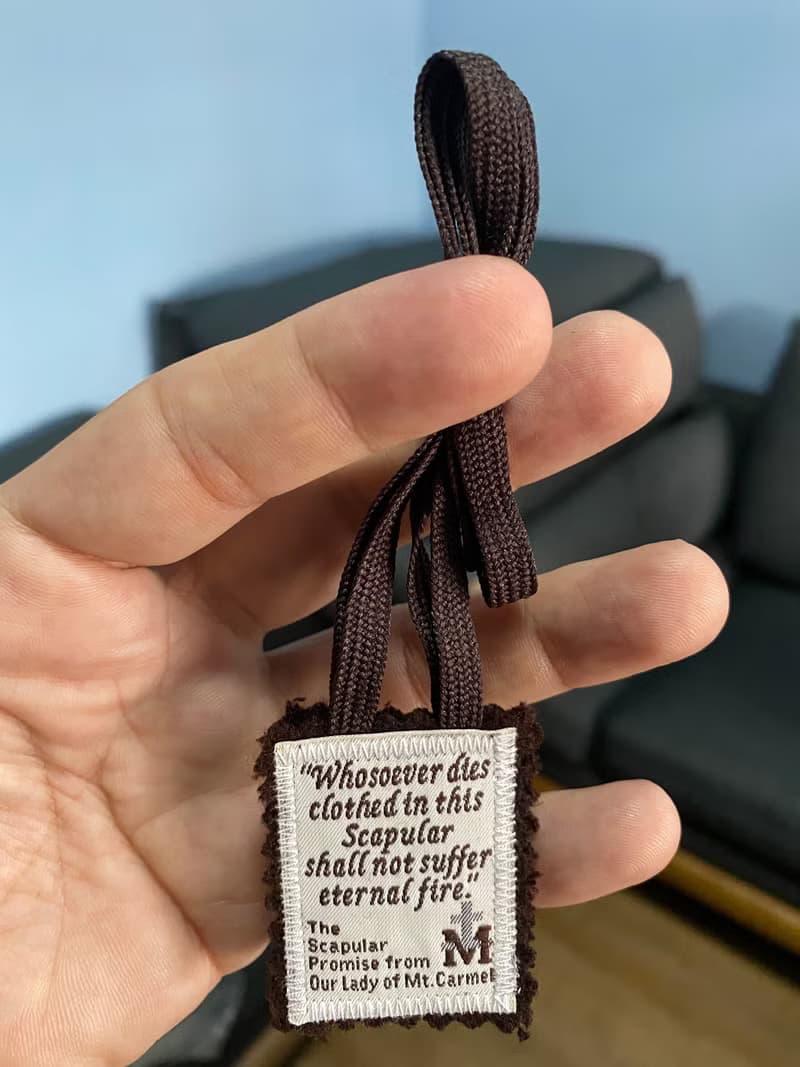 “Whosoever dies
clothed in this
Scapular
shall not suffer
eternal fire.”
The
Scapular
Promise from
Our Lady of Mt. Carmel
M